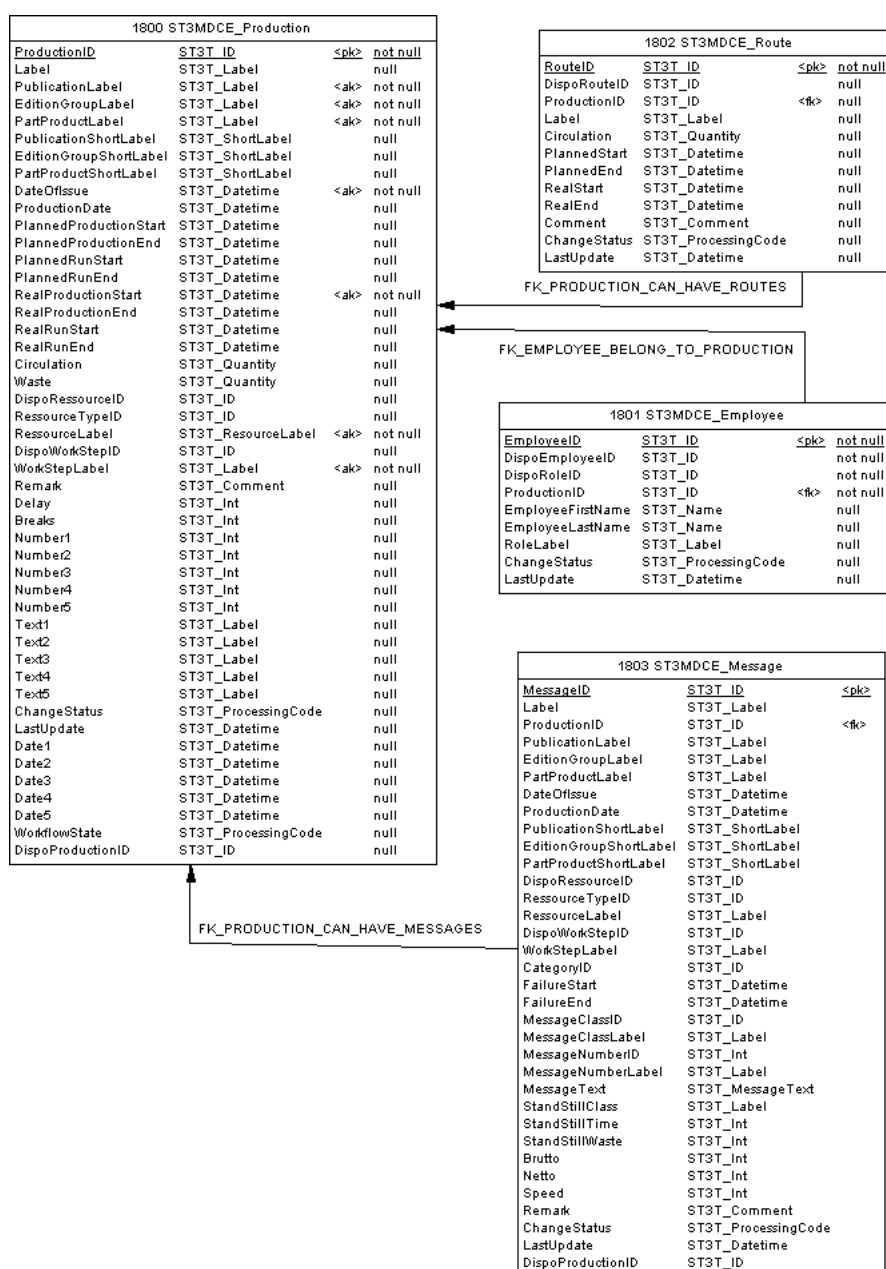 1800 ST3MDCE_Production
ProductionID ST3T_ID <pk> not null
Label ST3T_Label null
PublicationLabel ST3T_Label <ak> not null
EditionGroupLabel ST3T_Label <ak> not null
PartProductLabel ST3T_Label <ak> not null
PublicationShortLabel ST3T_ShortLabel null
EditionGroupShortLabel ST3T_ShortLabel null
PartProductShortLabel ST3T_ShortLabel null
DateOfIssue ST3T_Datetime <ak> not null
ProductionDate ST3T_Datetime null
PlannedProductionStart ST3T_Datetime null
PlannedProductionEnd ST3T_Datetime null
PlannedRunStart ST3T_Datetime null
PlannedRunEnd ST3T_Datetime null
RealProductionStart ST3T_Datetime <ak> not null
RealProductionEnd ST3T_Datetime null
RealRunStart ST3T_Datetime null
RealRunEnd ST3T_Datetime null
Circulation ST3T_Quantity null
Waste ST3T_Quantity null
DispoRessourceID ST3T_ID null
RessourceTypeID ST3T_ID null
RessourceLabel ST3T_ResourceLabel <ak> not null
DispoWorkStepID ST3T_ID null
WorkStepLabel ST3T_Label <ak> not null
Remark ST3T_Comment null
Delay ST3T_Int null
Breaks ST3T_Int null
Number1 ST3T_Int null
Number2 ST3T_Int null
Number3 ST3T_Int null
Number4 ST3T_Int null
Number5 ST3T_Int null
Text1 ST3T_Label null
Text2 ST3T_Label null
Text3 ST3T_Label null
Text4 ST3T_Label null
Text5 ST3T_Label null
ChangeStatus ST3T_ProcessingCode null
LastUpdate ST3T_Datetime null
Date1 ST3T_Datetime null
Date2 ST3T_Datetime null
Date3 ST3T_Datetime null
Date4 ST3T_Datetime null
Date5 ST3T_Datetime null
WorkflowState ST3T_ProcessingCode null
DispoProductionID ST3T_ID null
1802 ST3MDCE_Route
RouteID ST3T_ID <pk> not null
DispoRouteID ST3T_ID null
ProductionID ST3T_ID <fk> null
Label ST3T_Label null
Circulation ST3T_Quantity null
PlannedStart ST3T_Datetime null
PlannedEnd ST3T_Datetime null
RealStart ST3T_Datetime null
RealEnd ST3T_Datetime null
Comment ST3T_Comment null
ChangeStatus ST3T_ProcessingCode null
LastUpdate ST3T_Datetime null
FK_PRODUCTION_CAN_HAVE_ROUTES
FK_EMPLOYEE_BELONG_TO_PRODUCTION
1801 ST3MDCE_Employee
EmployeeID ST3T_ID <pk> not null
DispoEmployeeID ST3T_ID not null
DispoRoleID ST3T_ID not null
ProductionID ST3T_ID <fk> not null
EmployeeFirstName ST3T_Name null
EmployeeLastName ST3T_Name null
RoleLabel ST3T_Label null
ChangeStatus ST3T_ProcessingCode null
LastUpdate ST3T_Datetime null
FK_PRODUCTION_CAN_HAVE_MESSAGES
1803 ST3MDCE_Message
MessageID ST3T_ID <pk>
Label ST3T_Label
ProductionID ST3T_ID <fk>
PublicationLabel ST3T_Label
EditionGroupLabel ST3T_Label
PartProductLabel ST3T_Label
DateOfIssue ST3T_Datetime
ProductionDate ST3T_Datetime
PublicationShortLabel ST3T_ShortLabel
EditionGroupShortLabel ST3T_ShortLabel
PartProductShortLabel ST3T_ShortLabel
DispoRessourceID ST3T_ID
RessourceTypeID ST3T_ID
RessourceLabel ST3T_Label
DispoWorkStepID ST3T_ID
WorkStepLabel ST3T_Label
CategoryID ST3T_ID
FailureStart ST3T_Datetime
FailureEnd ST3T_Datetime
MessageClassID ST3T_ID
MessageClassLabel ST3T_Label
MessageNumberID ST3T_Int
MessageNumberLabel ST3T_Label
MessageText ST3T_MessageText
StandStillClass ST3T_Label
StandStillTime ST3T_Int
StandStillWaste ST3T_Int
Brutto ST3T_Int
Netto ST3T_Int
Speed ST3T_Int
Remark ST3T_Comment
ChangeStatus ST3T_ProcessingCode
LastUpdate ST3T_Datetime
DispoProductionID ST3T_ID